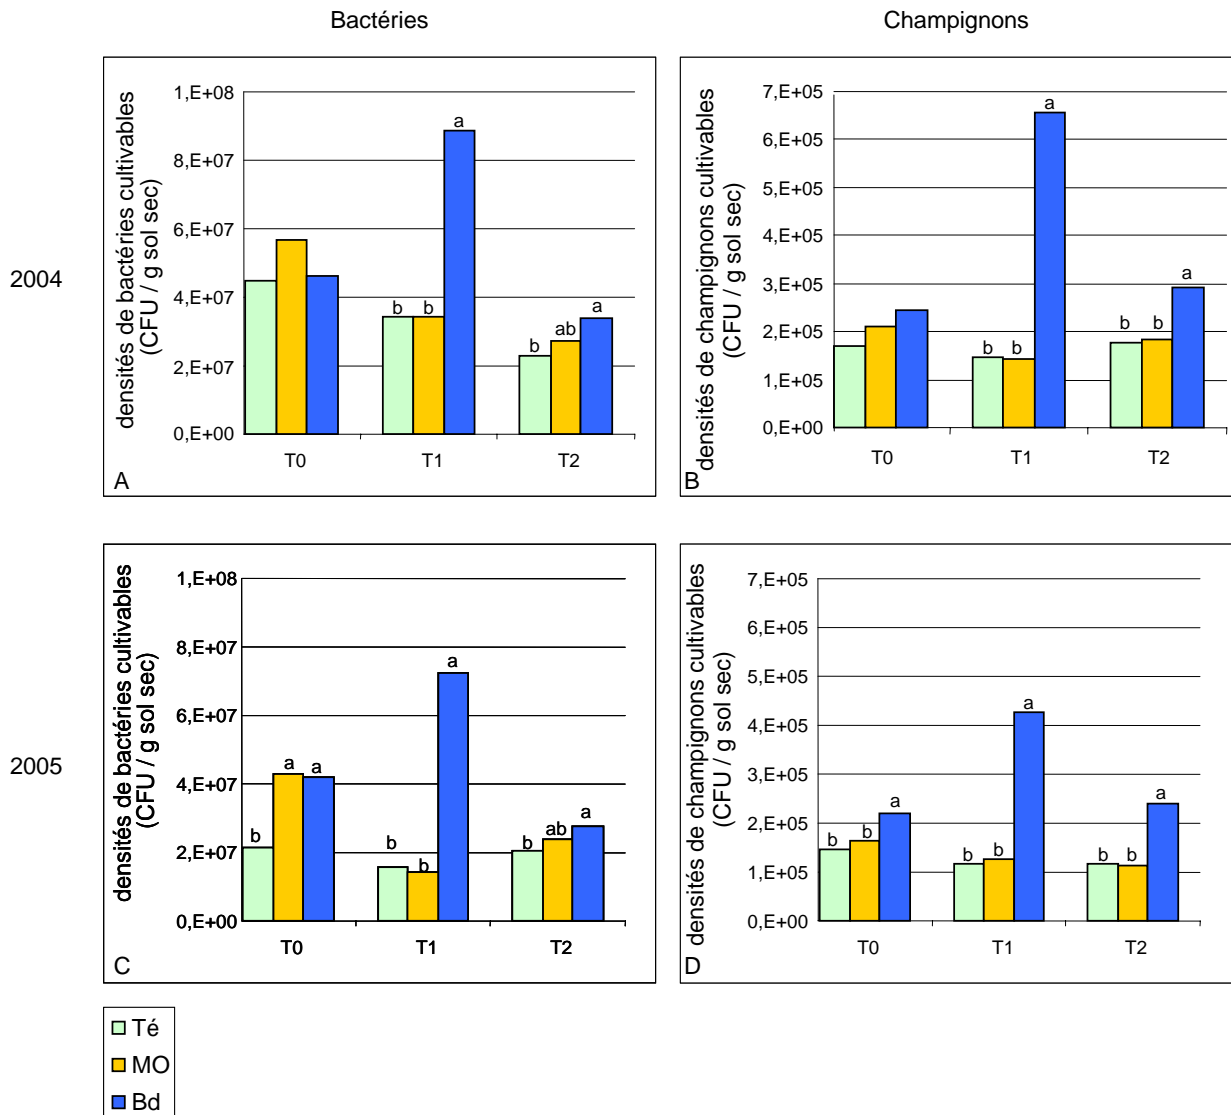 Bactéries
Champignons
2004
densités de bactéries cultivables
(CFU / g sol sec)
1,E+08
8,E+07
6,E+07
4,E+07
2,E+07
0,E+00
a
b
b
b
ab
a
T0
T1
T2
A
densités de champignons cultivables
(CFU / g sol sec)
7,E+05
6,E+05
5,E+05
4,E+05
3,E+05
2,E+05
1,E+05
0,E+00
a
b
b
b
b
a
T0
T1
T2
B
2005
densités de bactéries cultivables
(CFU / g sol sec)
1,E+08
8,E+07
6,E+07
4,E+07
2,E+07
0,E+00
b
a
a
b
b
a
b
ab
a
T0
T1
T2
C
densités de champignons cultivables
(CFU / g sol sec)
7,E+05
6,E+05
5,E+05
4,E+05
3,E+05
2,E+05
1,E+05
0,E+00
b
b
a
b
b
a
b
b
a
T0
T1
T2
D
Té
MO
Bd